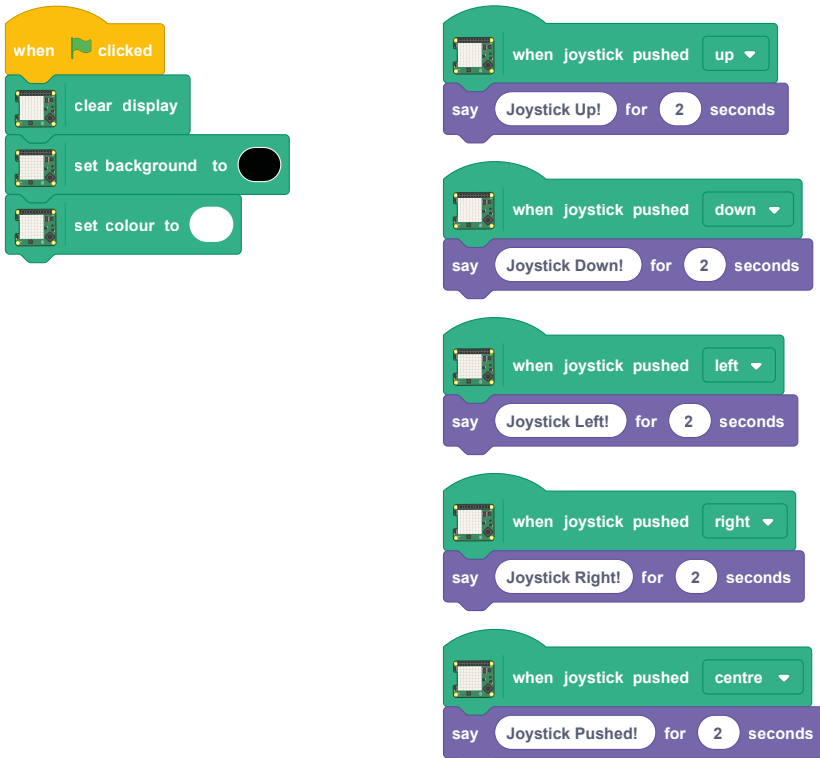 when clicked
clear display
set background to
set colour to
when joystick pushed up
say Joystick Up! for 2 seconds
when joystick pushed down
say Joystick Down! for 2 seconds
when joystick pushed left
say Joystick Left! for 2 seconds
when joystick pushed right
say Joystick Right! for 2 seconds
when joystick pushed centre
say Joystick Pushed! for 2 seconds